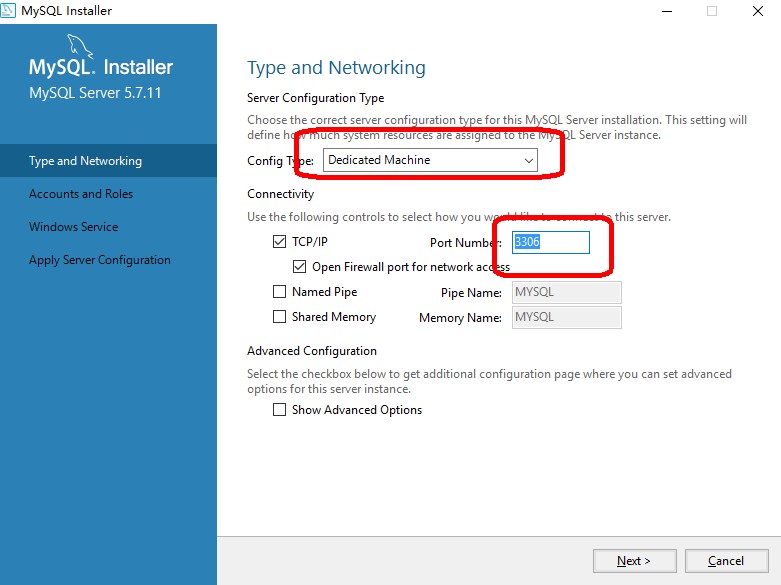 MySQL Installer
MySQL. Installer
MySQL Server 5.7.11
Type and Networking
Accounts and Roles
Windows Service
Apply Server Configuration
Type and Networking
Server Configuration Type
Choose the correct server configuration type for this MySQL Server installation. This setting will
define how much system resources are assigned to the MySQL Server instance.
Config Type: Dedicated Machine
Connectivity
Use the following controls to select how you would like to connect to this server.
TCP/IP Port Number: 3306
Open Firewall port for network access
Named Pipe Pipe Name: MYSQL
Shared Memory Memory Name: MYSQL
Advanced Configuration
Select the checkbox below to get additional configuration page where you can set advanced
options for this server instance.
Show Advanced Options
Next > Cancel